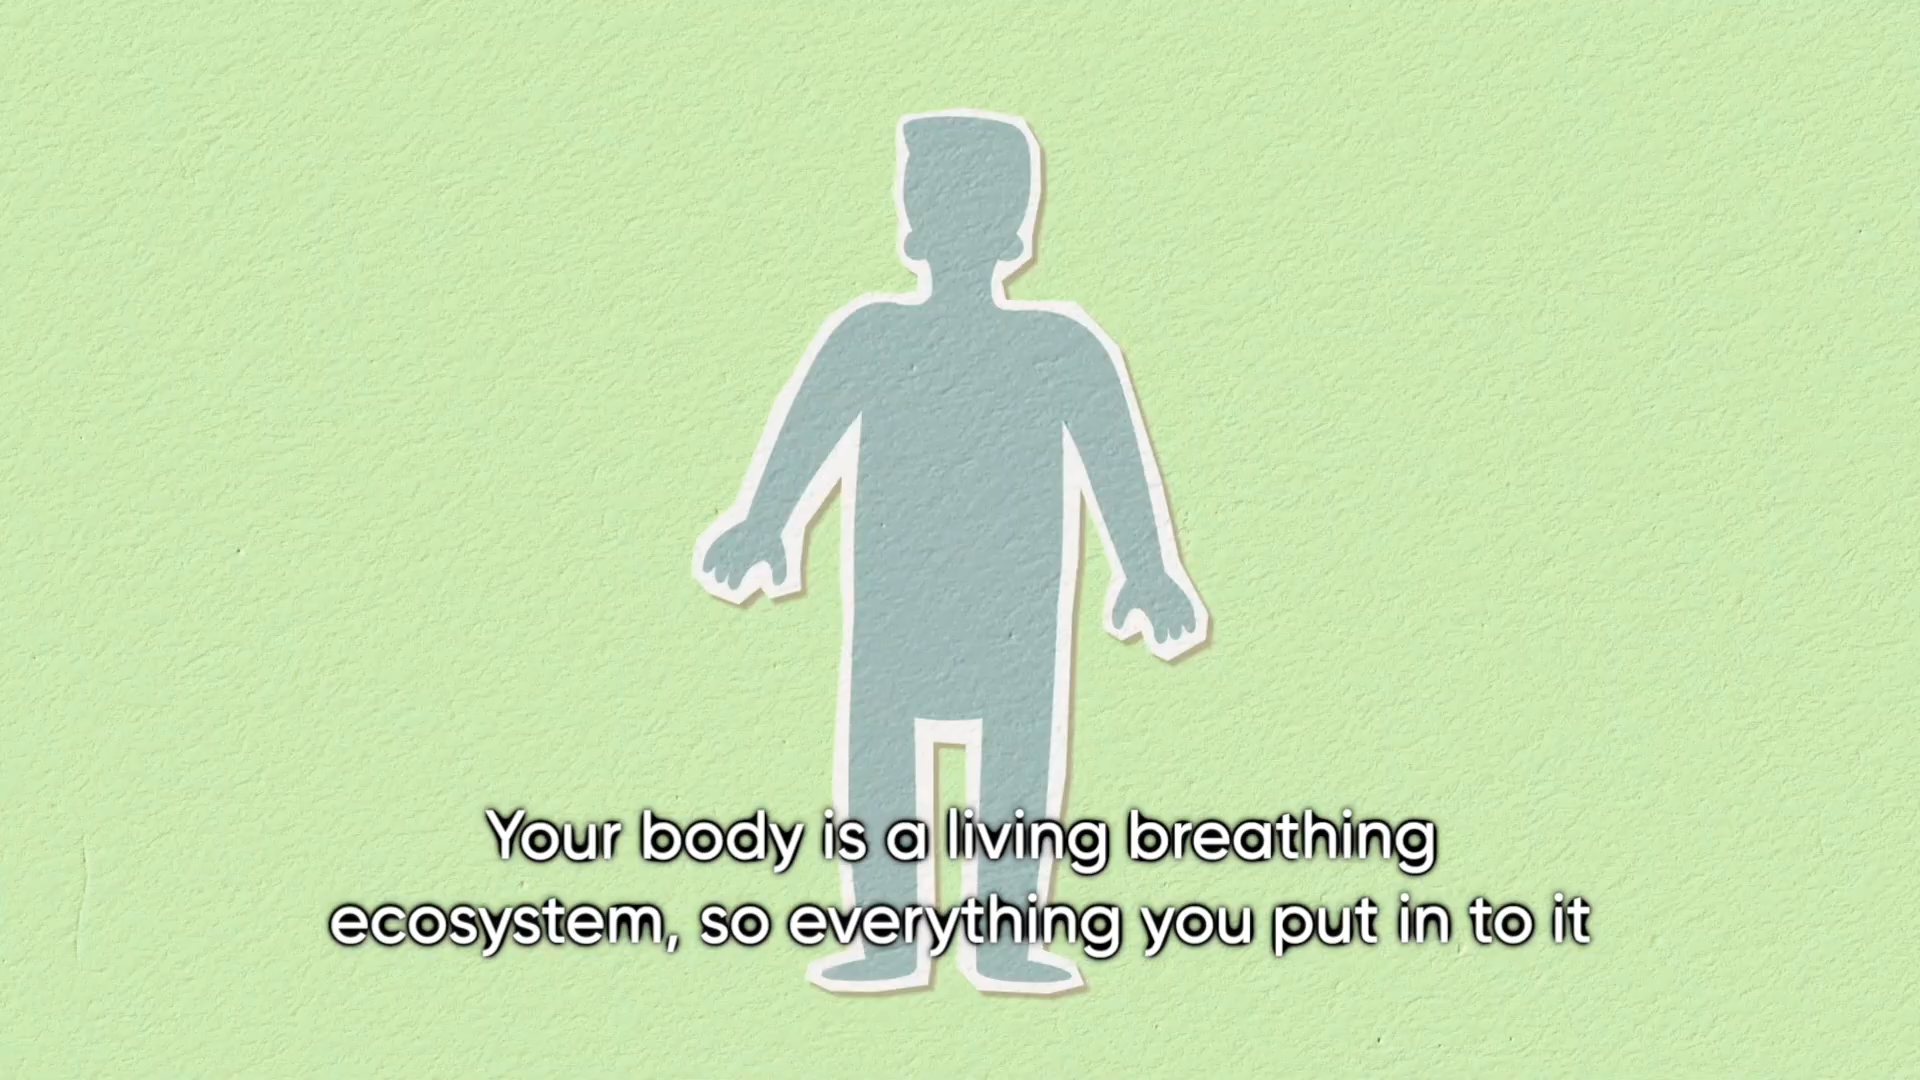 Your body is a living breathing
ecosystem, so everything you put in to it